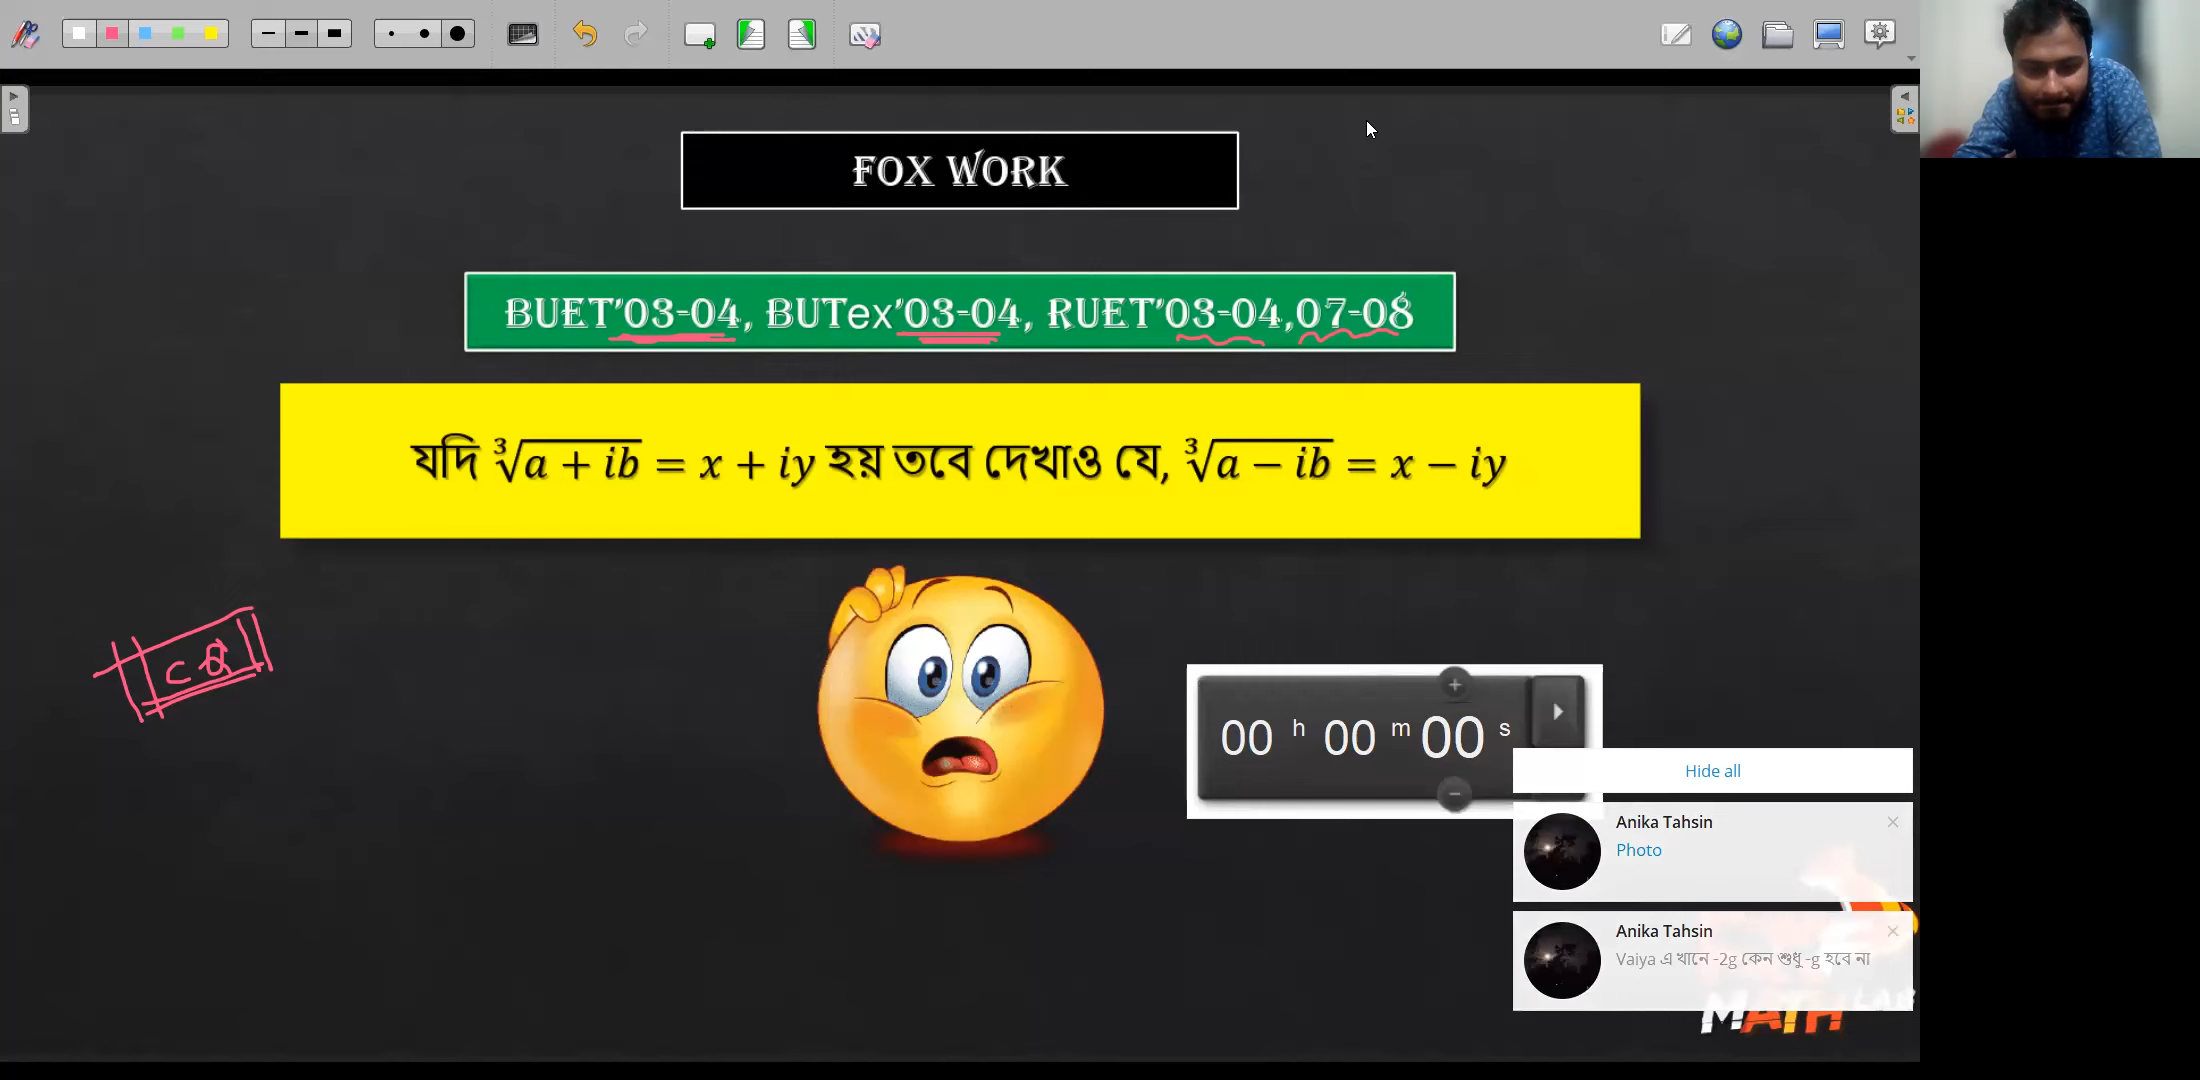 FOX WORK
BUET'03-04, BUTex'03-04, RUET'03-04,07-08
যদি ∛(a + ib) = x + iy হয় তবে দেখাও যে, ∛(a − ib) = x − iy
CQ
00 h 00 m 00 s
Hide all
Anika Tahsin
Photo
Anika Tahsin
Vaiya এ খানে -2g কেন শুধু -g হবে না
MATH